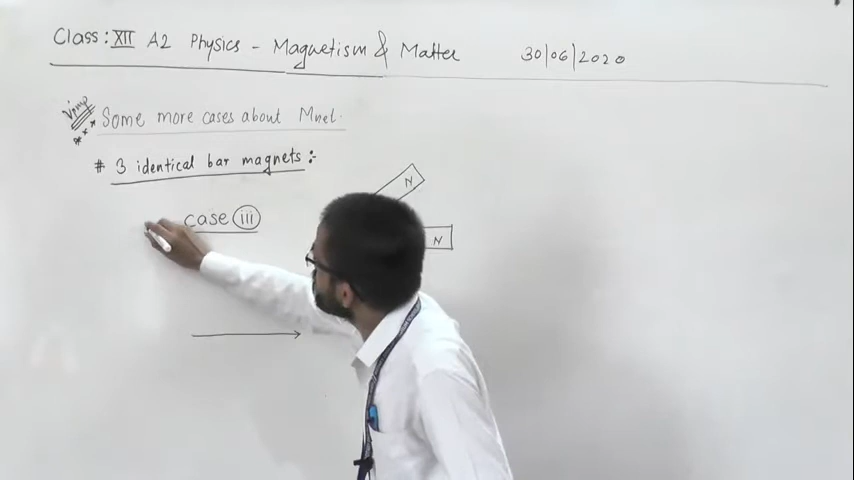 Class: XII A2 Physics - Magnetism & Matter 30/06/2020
V.imp
Some more cases about Mnet.
# 3 identical bar magnets :-
N
case iii
N